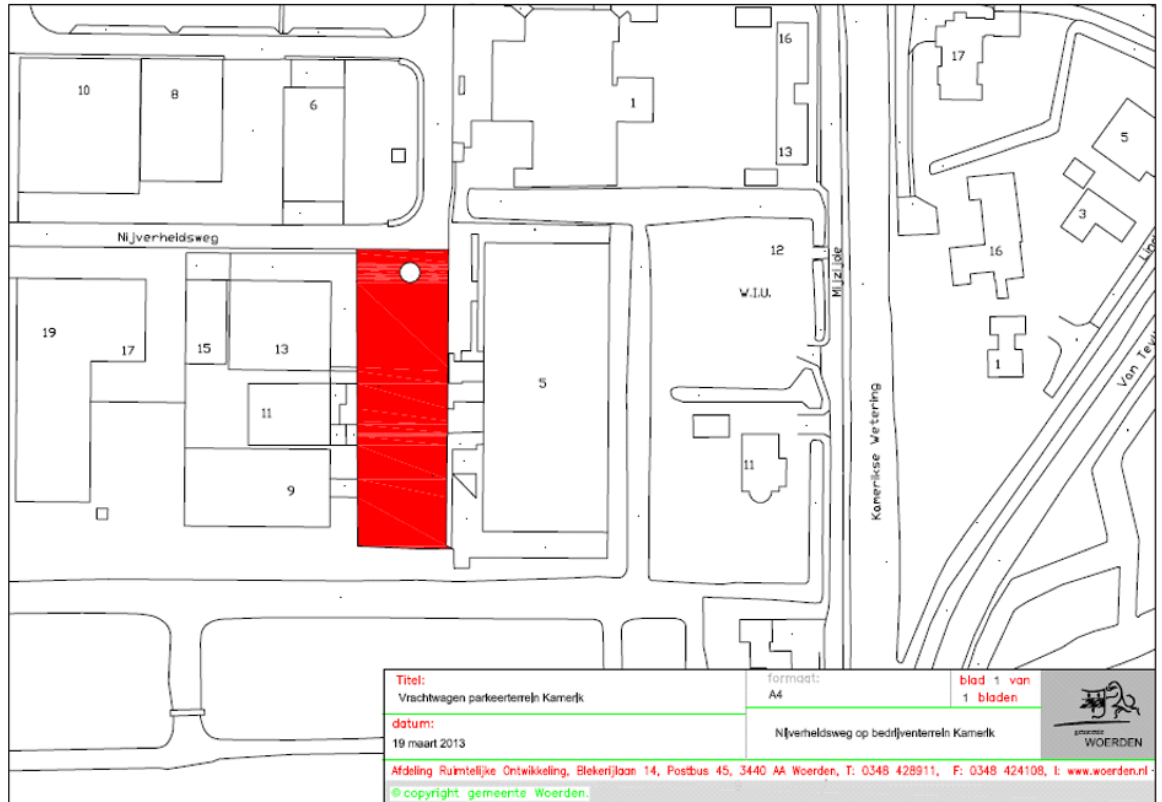 16
17
10
8
6
1
5
13
3
Nijverheidsweg
12
16
W.I.U.
Mijzijde
19
17
15
13
5
1
11
Kamerikse Wetering
11
9
Van Tey
Titel:
Vrachtwagen parkeerterrein Kamerik
formaat:
A4
blad 1 van
1 bladen
datum:
19 maart 2013
Nijverheidsweg op bedrijventerrein Kamerik
gemeente
WOERDEN
Afdeling Ruimtelijke Ontwikkeling, Blekerijlaan 14, Postbus 45, 3440 AA Woerden, T: 0348 428911, F: 0348 424108, I: www.woerden.nl
© copyright gemeente Woerden.